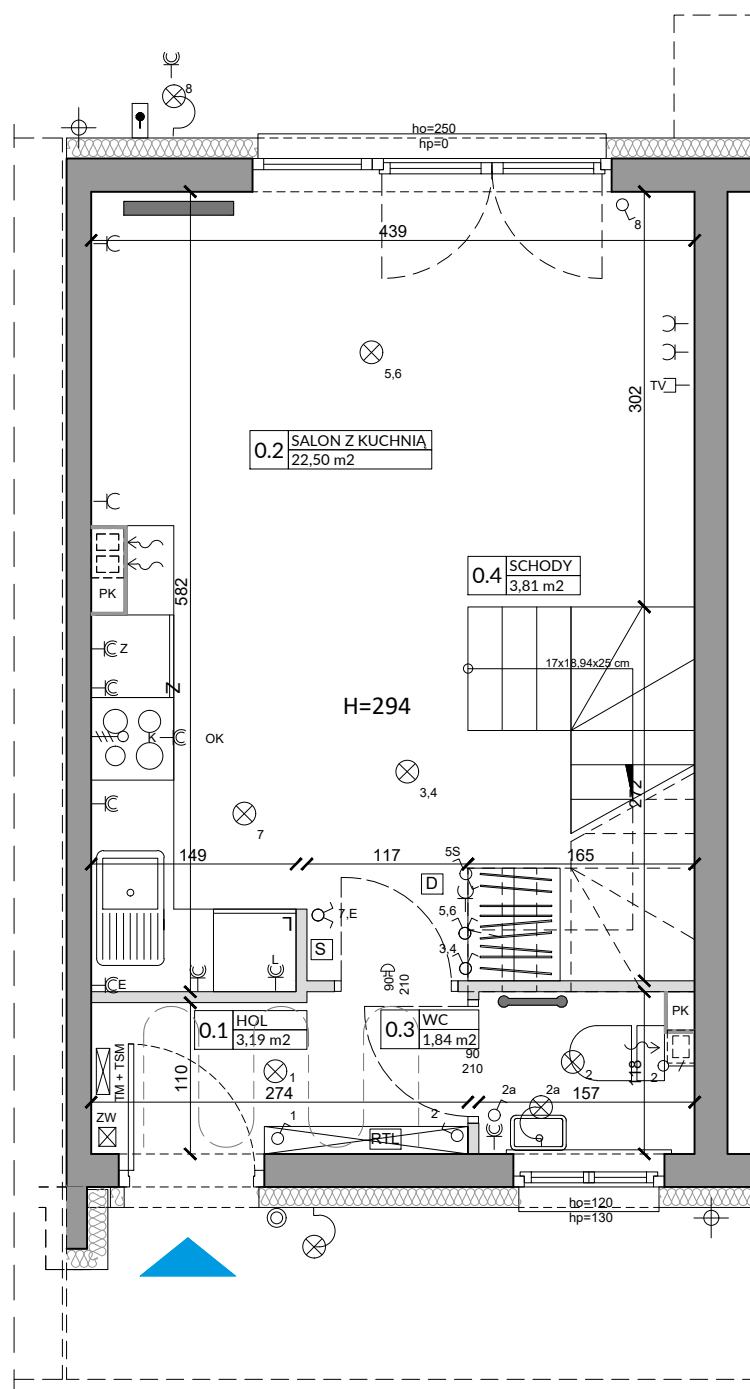 8
ho=250
hp=0
8
439
5,6
TV
302
0.2 SALON Z KUCHNIĄ
22,50 m2
0.4 SCHODY
3,81 m2
PK
582
Z
Z
17x18,94x25 cm
H=294
K
OK
3,4
272
7
149
117
165
5S
D
7,E
5,6
S
3,4
L
E
90
210
0.1 HOL
3,19 m2
0.3 WC
1,84 m2
PK
TM + TSM
110
1
90
210
2
118
2
274
2a
2a
157
ZW
1
RTL
2
ho=120
hp=130